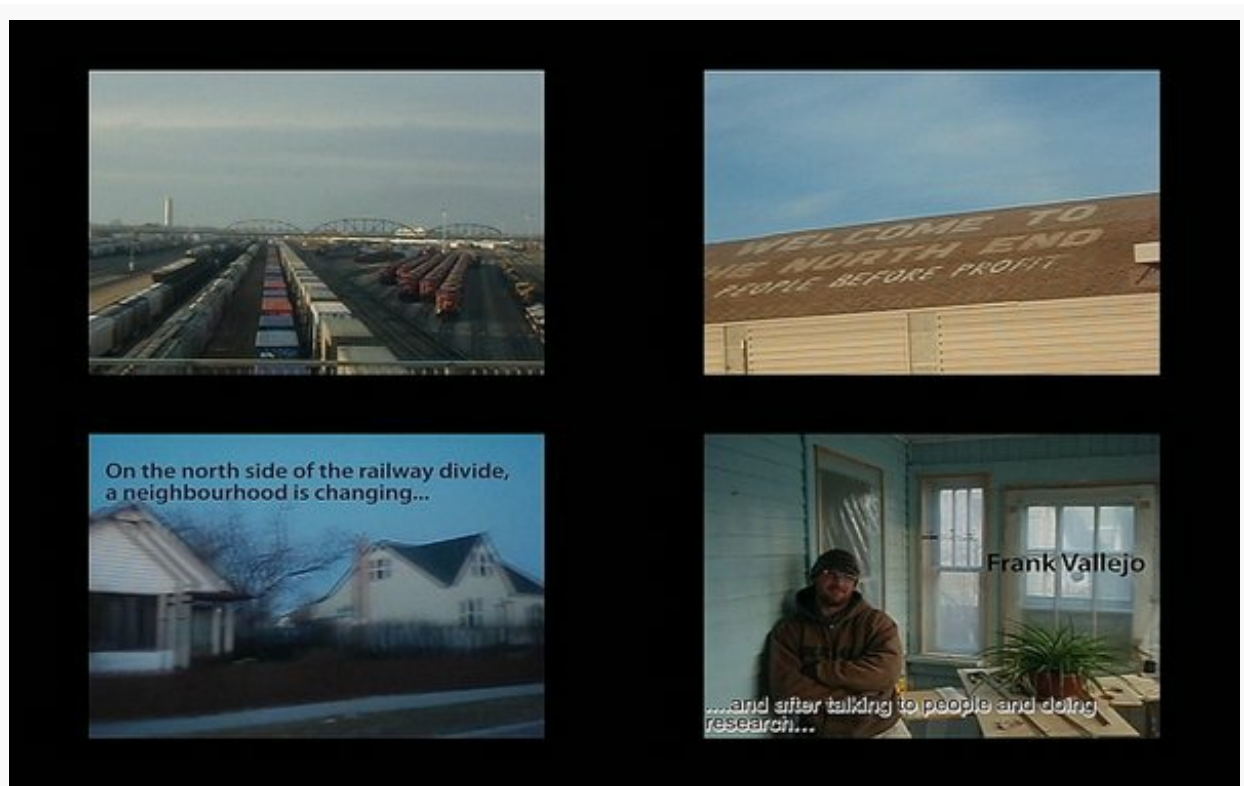 WELCOME TO
HE NORTH END
PEOPLE BEFORE PROFIT
On the north side of the railway divide,
a neighbourhood is changing...
Frank Vallejo
....and after talking to people and doing
research...